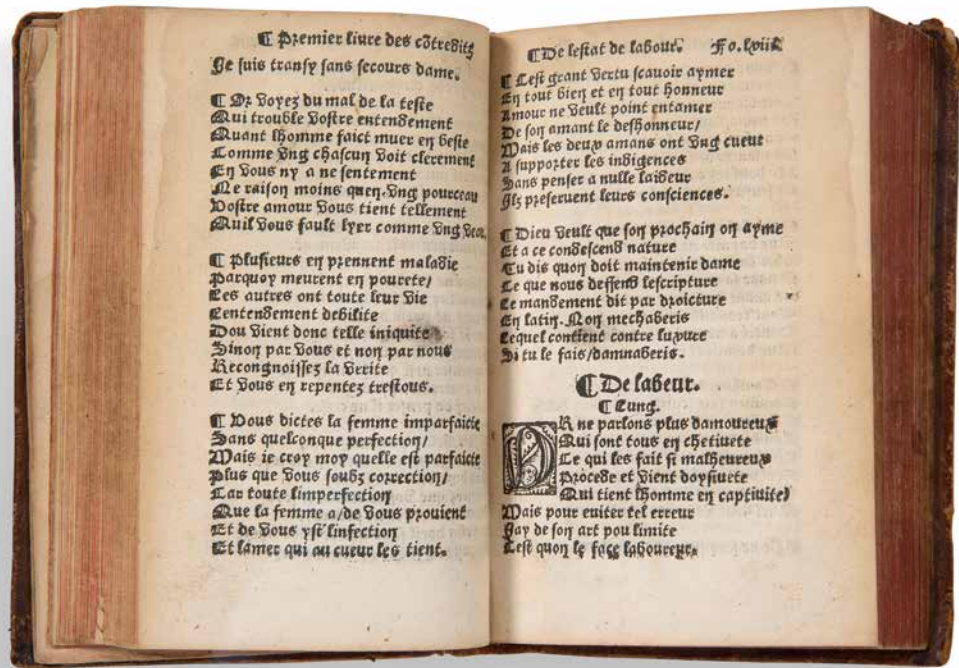 ¶ Premier liure des cõtreditz
Je suis transy sans secours dame.
¶ Or voyez du mal de la teste
Qui trouble vostre entendement
Quant lhomme faict muer en beste
Comme vng chascun voit clerement
En vous ny a ne sentement
Ne raison moins quen vng pourceau
Vostre amour vous tient tellement
Quil vous fault lyer comme vng veau.
¶ Plusieurs en prennent maladie
Parquoy meurent en pourete/
Les autres ont toute leur vie
Lentendement debilite
Dou vient donc telle iniquite
Sinon par vous et non par nous
Recongnoissez la verite
Et vous en repentez trestous.
¶ Vous dictes la femme imparfaicte
Sans quelconque perfection/
Mais ie croy moy quelle est parfaicte
Plus que vous soubz correction/
Car toute limperfection
Que la femme a/de vous prouient
Et de vous yst linfection
Et lamer qui au cueur les tient.
¶ De lestat de labour. Fo.
¶ Cest grant vertu scauoir aymer
En tout bien et en tout honneur
Amour ne veult point entamer
De son amant le deshonneur/
Mais les deux amans ont vng cueur
A supporter les indigences
Sans penser a nulle laideur
Ilz preseruent leurs consciences.
¶ Dieu veult que son prochain on ayme
Et a ce condescend nature
Tu dis quon doit maintenir dame
Ce que nous deffend lescripture
Ce mandement dit par droicture
En latin. Non mechaberis
Lequel contient contre luxure
Si tu le fais/damnaberis.
¶ De labeur.
¶ Lung.
OR ne parlons plus damoureux
Qui sont tous en chetiuete
Ce qui les fait si malheureux
Procede et vient doysiuete
Qui tient lhomme en captiuite/
Mais pour euiter tel erreur
Jay de son art pou limite
Cest quon le face laboureur.